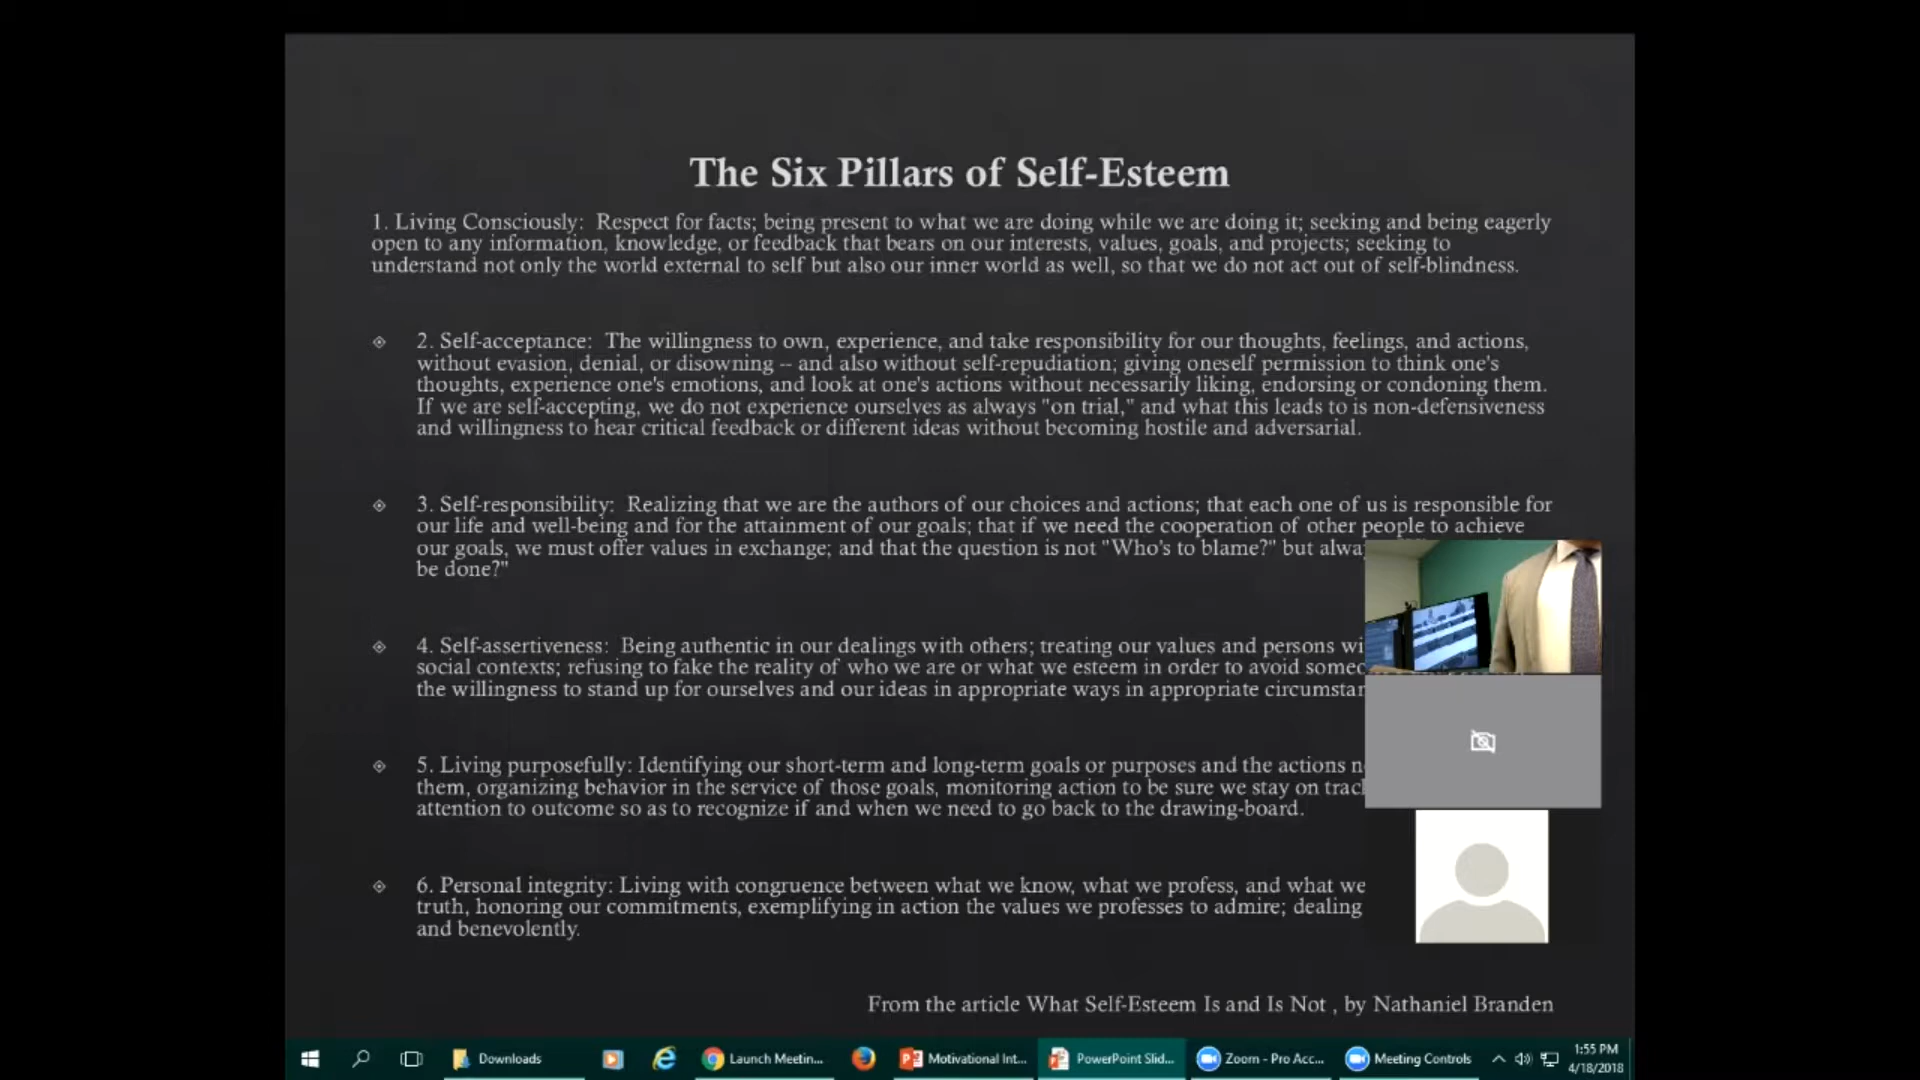 The Six Pillars of Self-Esteem
1. Living Consciously: Respect for facts; being present to what we are doing while we are doing it; seeking and being eagerly
open to any information, knowledge, or feedback that bears on our interests, values, goals, and projects; seeking to
understand not only the world external to self but also our inner world as well, so that we do not act out of self-blindness.
2. Self-acceptance: The willingness to own, experience, and take responsibility for our thoughts, feelings, and actions,
without evasion, denial, or disowning -- and also without self-repudiation; giving oneself permission to think one's
thoughts, experience one's emotions, and look at one's actions without necessarily liking, endorsing or condoning them.
If we are self-accepting, we do not experience ourselves as always "on trial," and what this leads to is non-defensiveness
and willingness to hear critical feedback or different ideas without becoming hostile and adversarial.
3. Self-responsibility: Realizing that we are the authors of our choices and actions; that each one of us is responsible for
our life and well-being and for the attainment of our goals; that if we need the cooperation of other people to achieve
our goals, we must offer values in exchange; and that the question is not "Who's to blame?" but
be done?"
4. Self-assertiveness: Being authentic in our dealings with others; treating our values and persons
social contexts; refusing to fake the reality of who we are or what we esteem in order to avoid
the willingness to stand up for ourselves and our ideas in appropriate ways in appropriate
5. Living purposefully: Identifying our short-term and long-term goals or purposes and the actions
them, organizing behavior in the service of those goals, monitoring action to be sure we stay on
attention to outcome so as to recognize if and when we need to go back to the drawing-board.
6. Personal integrity: Living with congruence between what we know, what we profess, and what we
truth, honoring our commitments, exemplifying in action the values we professes to admire; dealing
and benevolently.
From the article What Self-Esteem Is and Is Not , by Nathaniel Branden
Downloads
Launch Meetin...
Motivational Int...
PowerPoint Slid...
Zoom - Pro Acc...
Meeting Controls
1:55 PM
4/18/2018